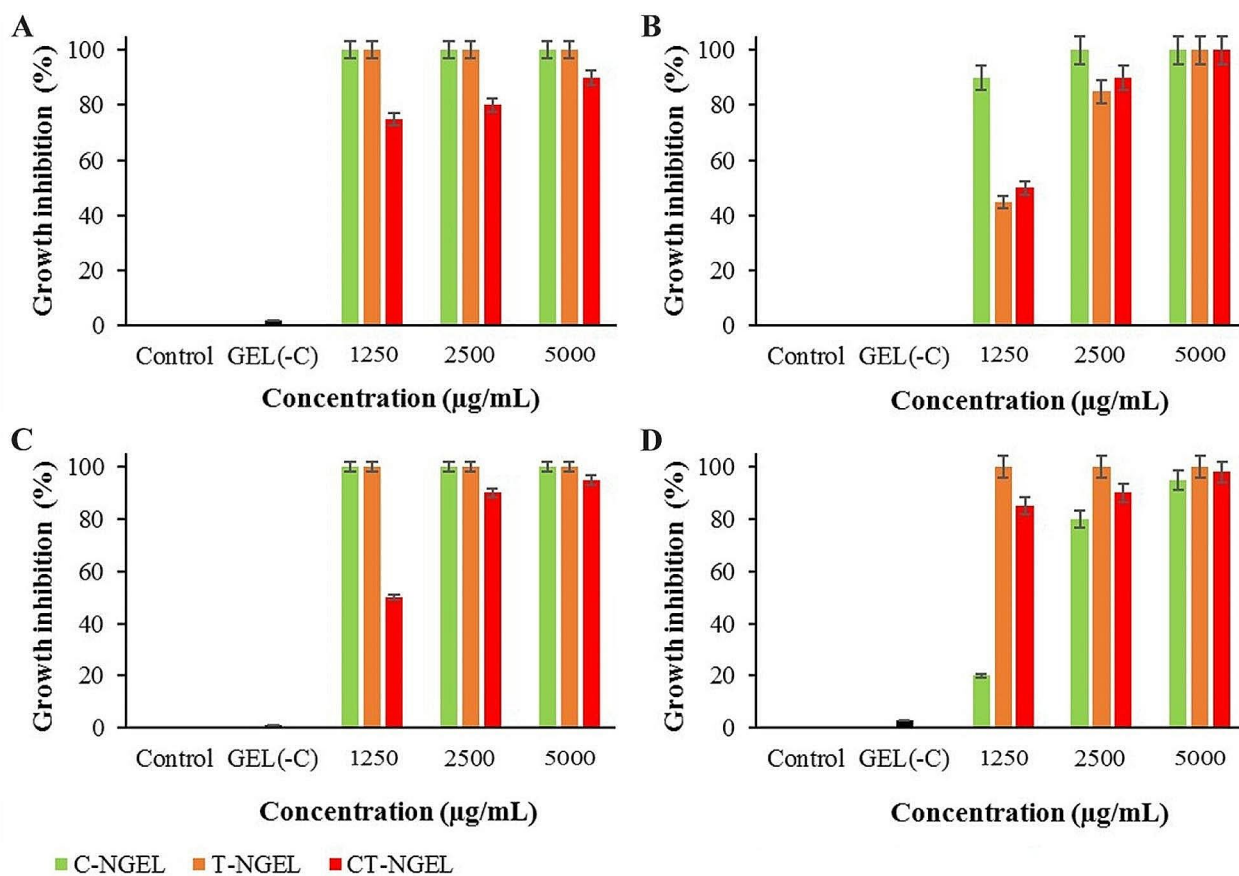 A
Growth inhibition (%)
100
80
60
40
20
0
Control GEL(-C) 1250 2500 5000
Concentration (µg/mL)
B
Growth inhibition (%)
100
80
60
40
20
0
Control GEL(-C) 1250 2500 5000
Concentration (µg/mL)
C
Growth inhibition (%)
100
80
60
40
20
0
Control GEL(-C) 1250 2500 5000
Concentration (µg/mL)
D
Growth inhibition (%)
100
80
60
40
20
0
Control GEL(-C) 1250 2500 5000
Concentration (µg/mL)
C-NGEL T-NGEL CT-NGEL